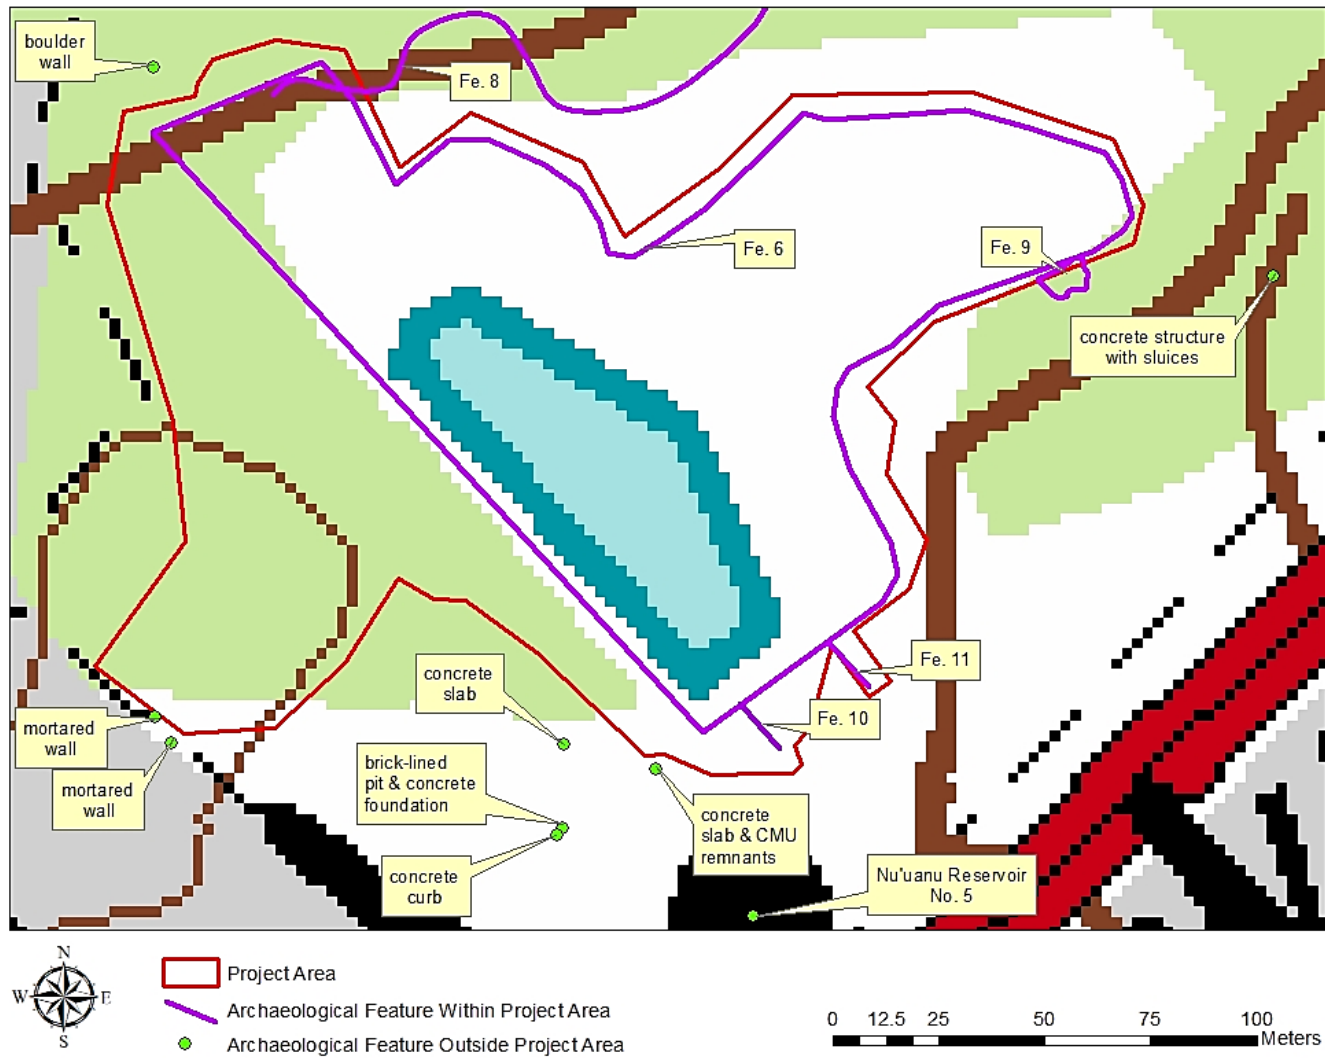 boulder
wall
Fe. 8
Fe. 6
Fe. 9
concrete structure
with sluices
Fe. 11
concrete
slab
Fe. 10
mortared
wall
brick-lined
pit & concrete
foundation
mortared
wall
concrete
slab & CMU
remnants
concrete
curb
Nu'uanu Reservoir
No. 5
N
W E
S
Project Area
Archaeological Feature Within Project Area
Archaeological Feature Outside Project Area
0 12.5 25 50 75 100
Meters